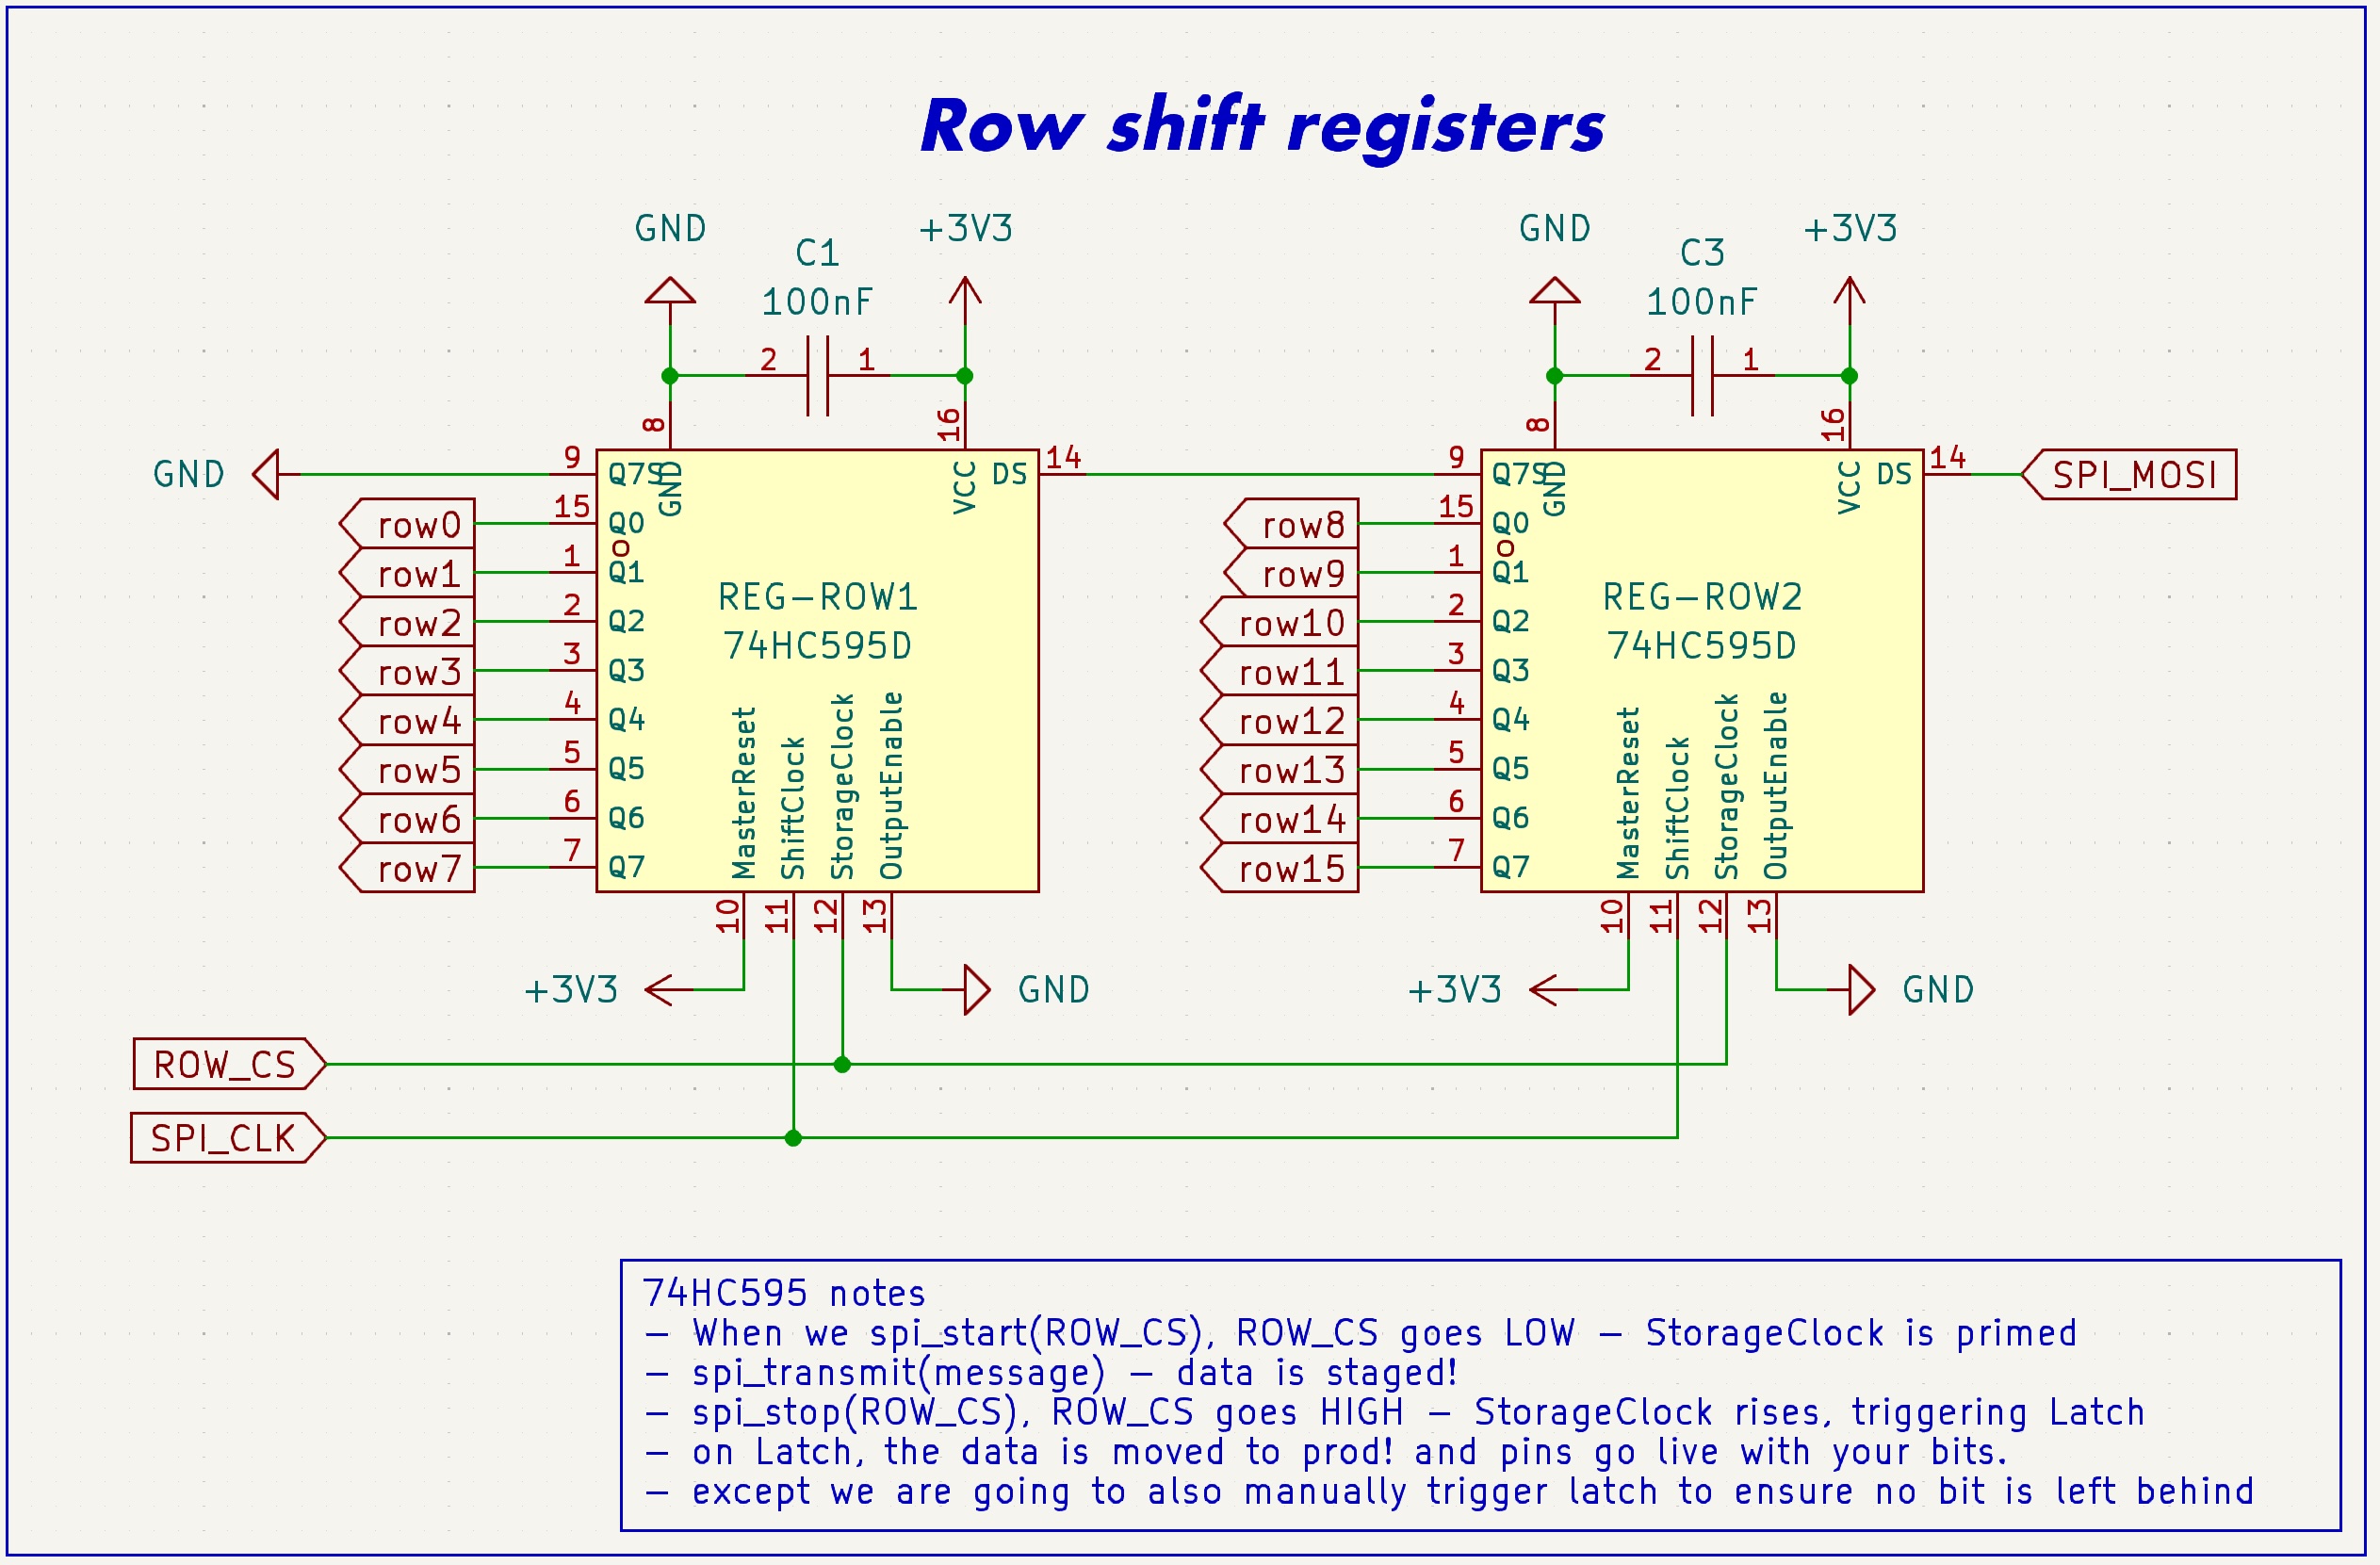 Row shift registers
GND
C1
100nF
+3V3
GND
C3
100nF
+3V3
2
1
2
1
8
16
8
16
GND
9
Q7S
GND
VCC
DS
14
9
Q7S
GND
VCC
DS
14
SPI_MOSI
row0
15
Q0
row8
15
Q0
row1
1
Q1
row9
1
Q1
REG-ROW1
REG-ROW2
row2
2
Q2
row10
2
Q2
74HC595D
74HC595D
row3
3
Q3
row11
3
Q3
row4
4
Q4
row12
4
Q4
row5
5
Q5
row13
5
Q5
row6
6
Q6
row14
6
Q6
row7
7
Q7
row15
7
Q7
MasterReset
ShiftClock
StorageClock
OutputEnable
MasterReset
ShiftClock
StorageClock
OutputEnable
10
11
12
13
10
11
12
13
+3V3
GND
+3V3
GND
ROW_CS
SPI_CLK
74HC595 notes
- When we spi_start(ROW_CS), ROW_CS goes LOW - StorageClock is primed
- spi_transmit(message) - data is staged!
- spi_stop(ROW_CS), ROW_CS goes HIGH - StorageClock rises, triggering Latch
- on Latch, the data is moved to prod! and pins go live with your bits.
- except we are going to also manually trigger latch to ensure no bit is left behind